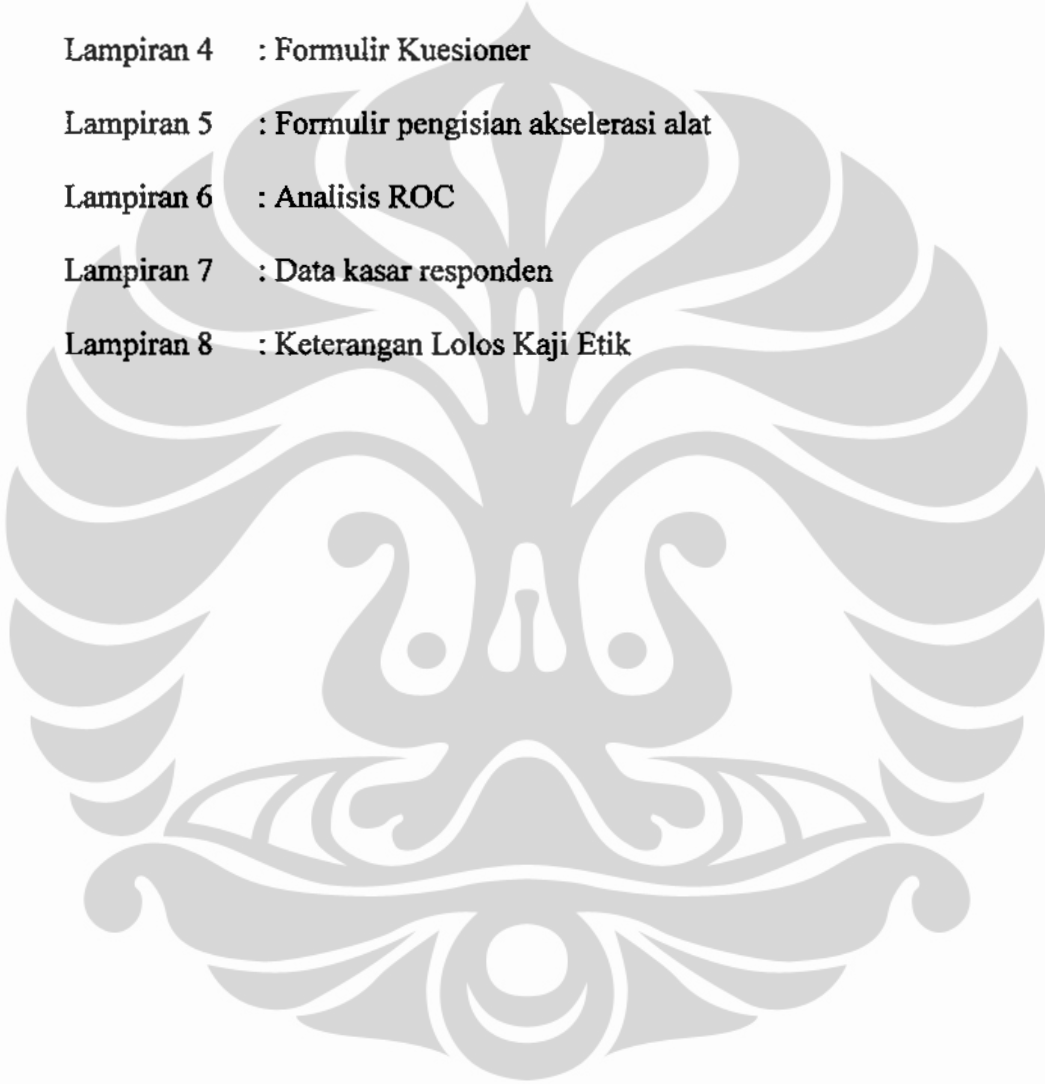 Lampiran 4 : Formulir Kuesioner
Lampiran 5 : Formulir pengisian akselerasi alat
Lampiran 6 : Analisis ROC
Lampiran 7 : Data kasar responden
Lampiran 8 : Keterangan Lolos Kaji Etik